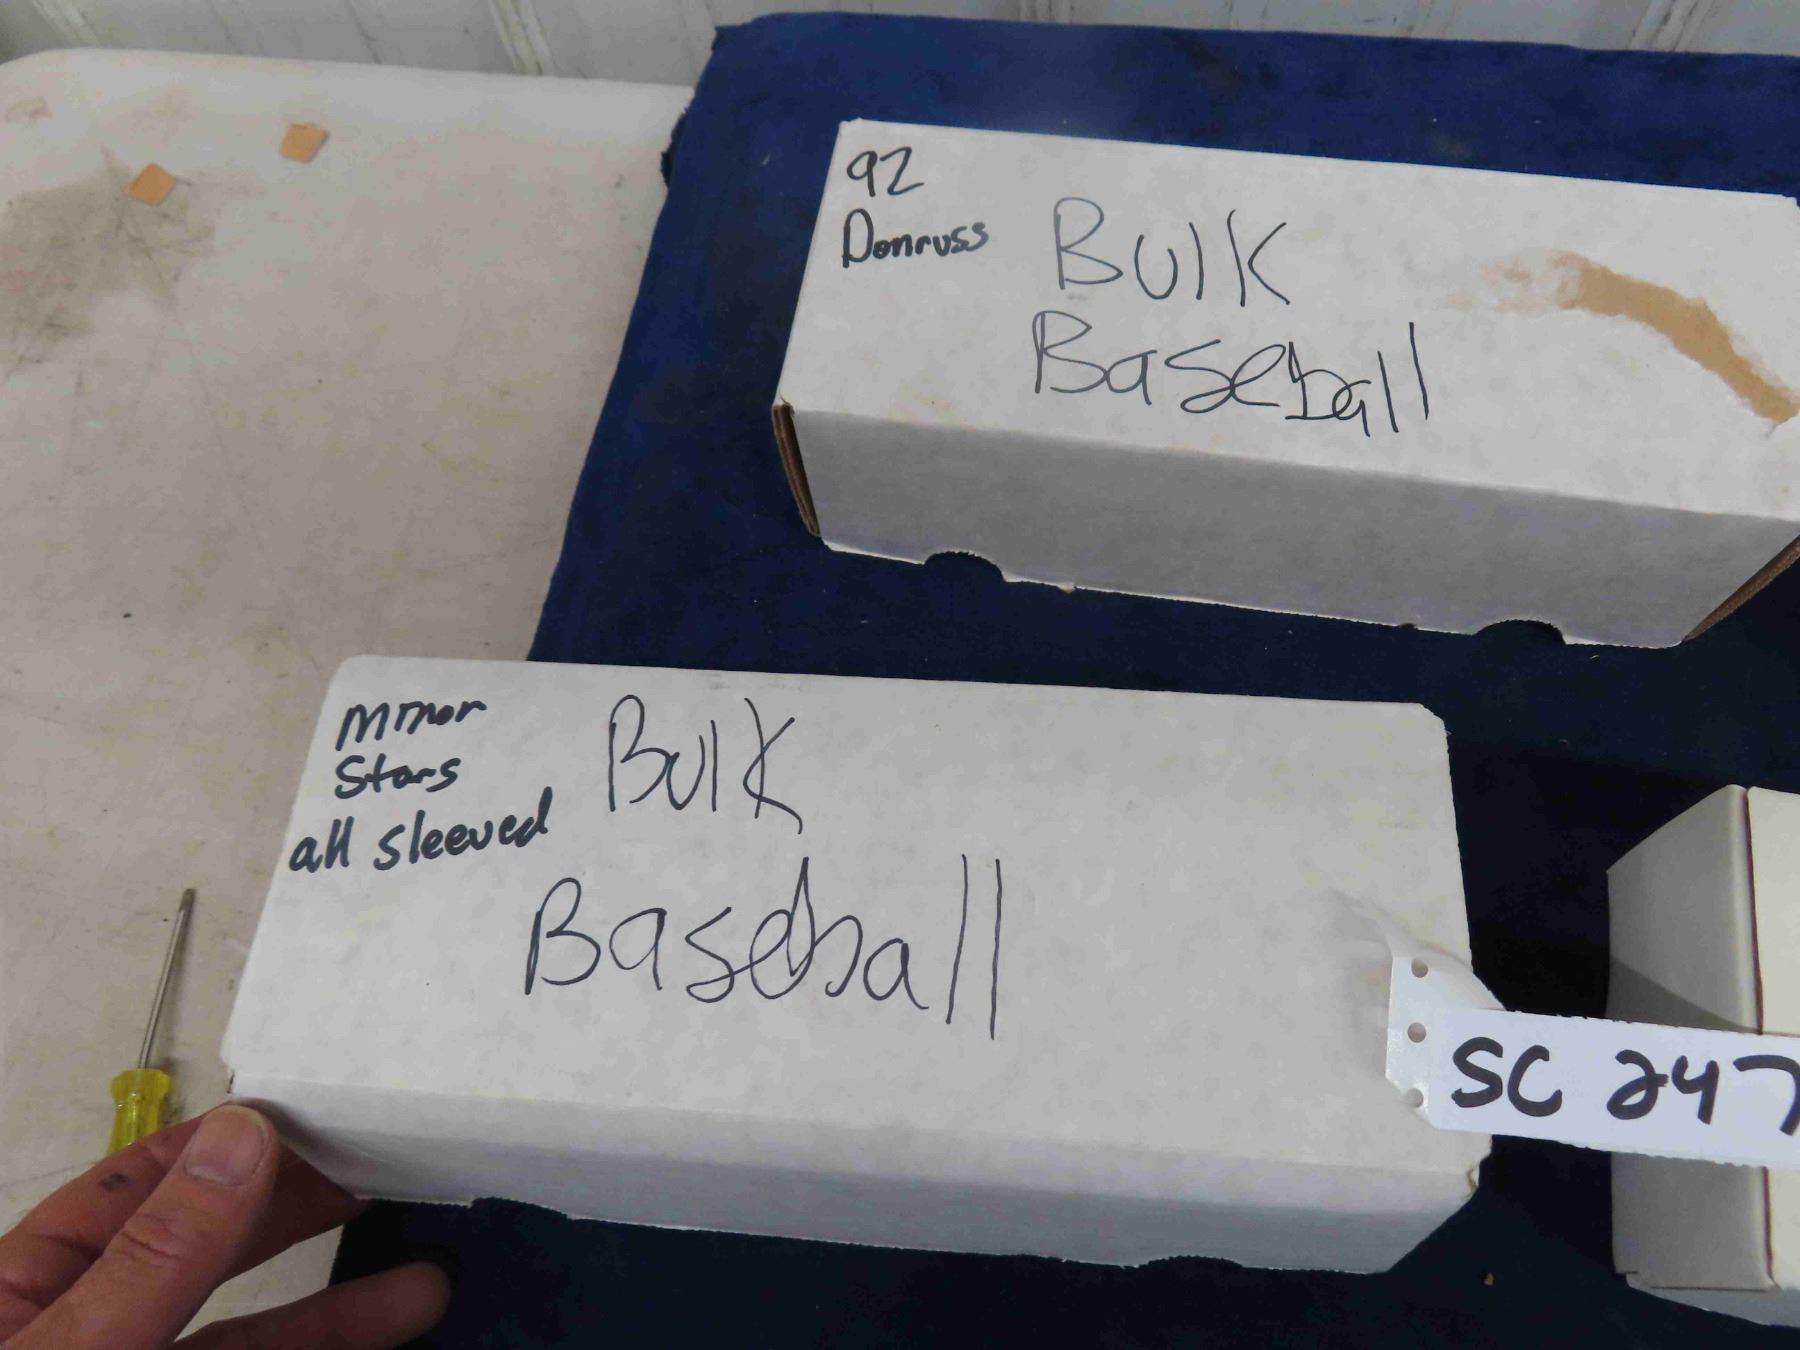 92
Donruss
Bulk
Baseball
Minor
Stars
all sleeved
Bulk
Baseball
SC 247